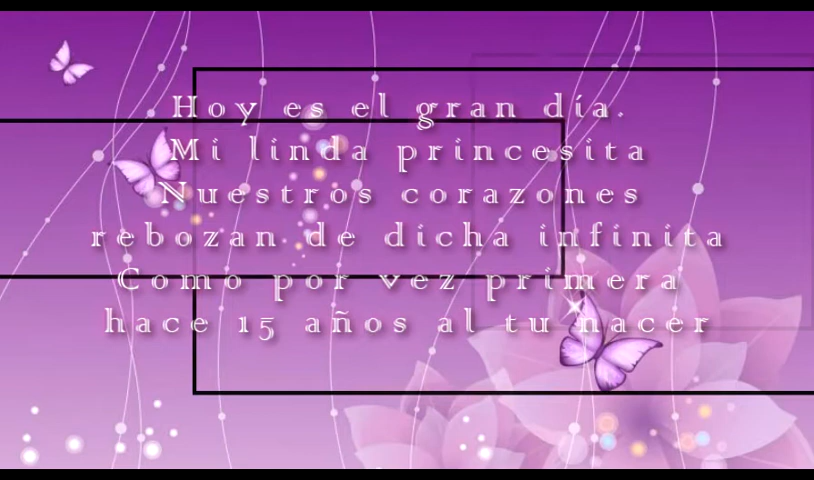 Hoy es el gran día.
Mi linda princesita
Nuestros corazones
rebozan de dicha infinita
Como por vez primera
hace 15 años al tu nacer